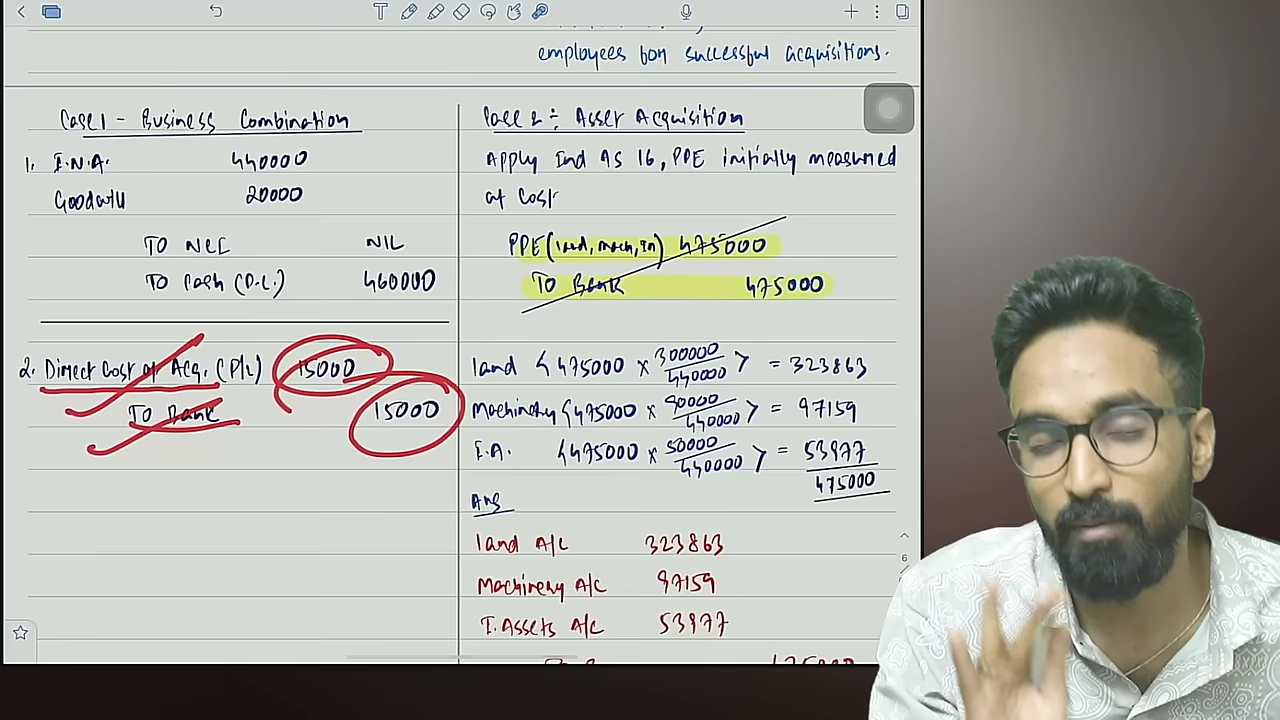 employees for successful acquisitions.
Case 1 - Business Combination
1. I.N.A. 440000
Goodwill 20000
TO NCI NIL
TO Cash (P.C.) 460000
2. Direct Cost of Acq. (P/L) 15000
TO Bank 15000
Case 2 : Asset Acquisition
Apply Ind AS 16, PPE initially measured
at Cost
PPE (land, mach, In) 475000
TO Bank 475000
land < 475000 × 300000/440000 > = 323863
Machinery < 475000 × 90000/440000 > = 97159
I.A. < 475000 × 50000/440000 > = 53977
475000
Ans
land A/c 323863
Machinery A/c 97159
I. Assets A/c 53977
6